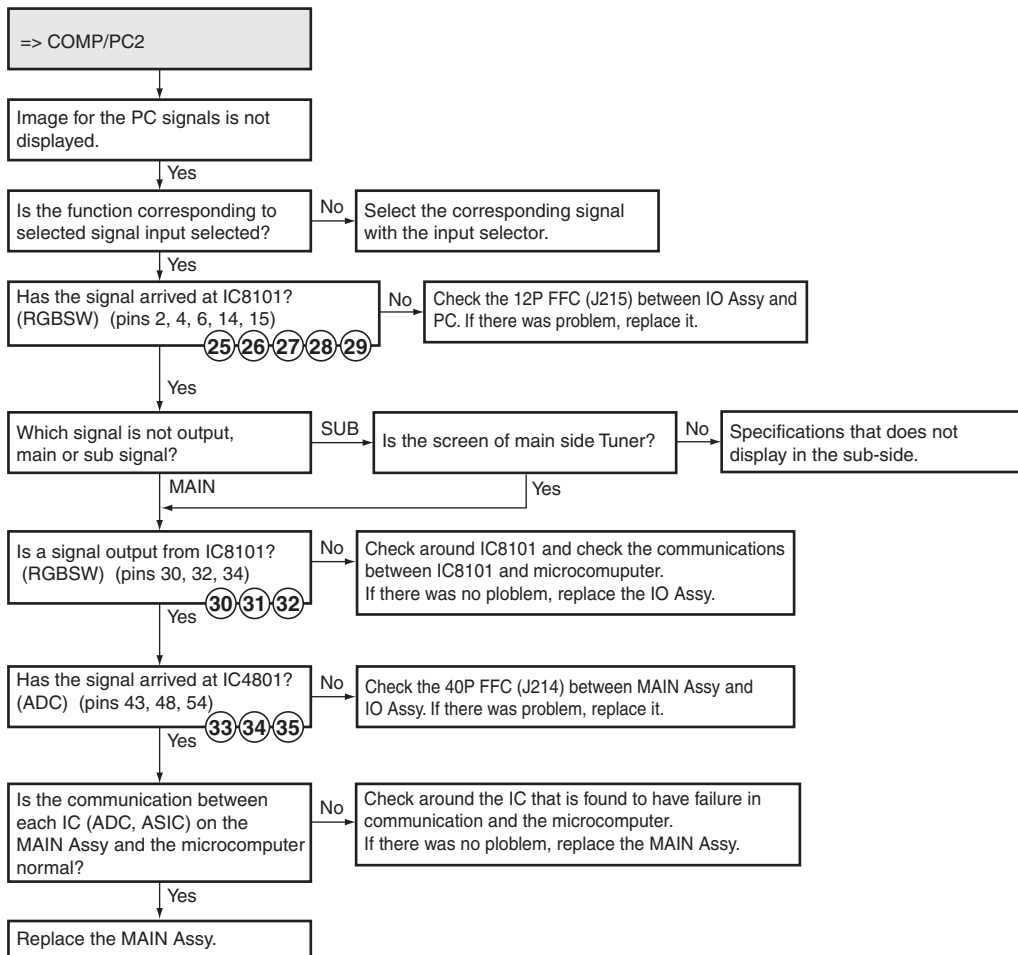 => COMP/PC2
Image for the PC signals is not
displayed.
Yes
Is the function corresponding to
selected signal input selected?
No
Select the corresponding signal
with the input selector.
Yes
Has the signal arrived at IC8101?
(RGBSW) (pins 2, 4, 6, 14, 15)
25 26 27 28 29
No
Check the 12P FFC (J215) between IO Assy and
PC. If there was problem, replace it.
Yes
Which signal is not output,
main or sub signal?
SUB
Is the screen of main side Tuner?
No
Specifications that does not
display in the sub-side.
MAIN
Yes
Is a signal output from IC8101?
(RGBSW) (pins 30, 32, 34)
30 31 32
No
Check around IC8101 and check the communications
between IC8101 and microcomuputer.
If there was no ploblem, replace the IO Assy.
Yes
Has the signal arrived at IC4801?
(ADC) (pins 43, 48, 54)
33 34 35
No
Check the 40P FFC (J214) between MAIN Assy and
IO Assy. If there was problem, replace it.
Yes
Is the communication between
each IC (ADC, ASIC) on the
MAIN Assy and the microcomputer
normal?
No
Check around the IC that is found to have failure in
communication and the microcomputer.
If there was no ploblem, replace the MAIN Assy.
Yes
Replace the MAIN Assy.